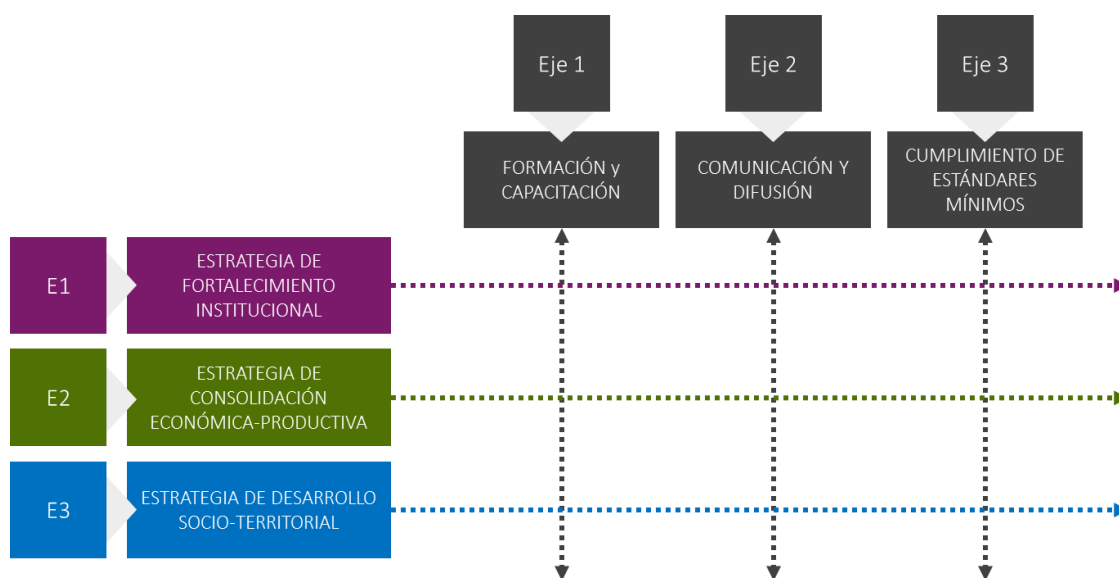 Eje 1
Eje 2
Eje 3
FORMACIÓN y
CAPACITACIÓN
COMUNICACIÓN Y
DIFUSIÓN
CUMPLIMIENTO DE
ESTÁNDARES
MÍNIMOS
E1
ESTRATEGIA DE
FORTALECIMIENTO
INSTITUCIONAL
E2
ESTRATEGIA DE
CONSOLIDACIÓN
ECONÓMICA-PRODUCTIVA
E3
ESTRATEGIA DE DESARROLLO
SOCIO-TERRITORIAL